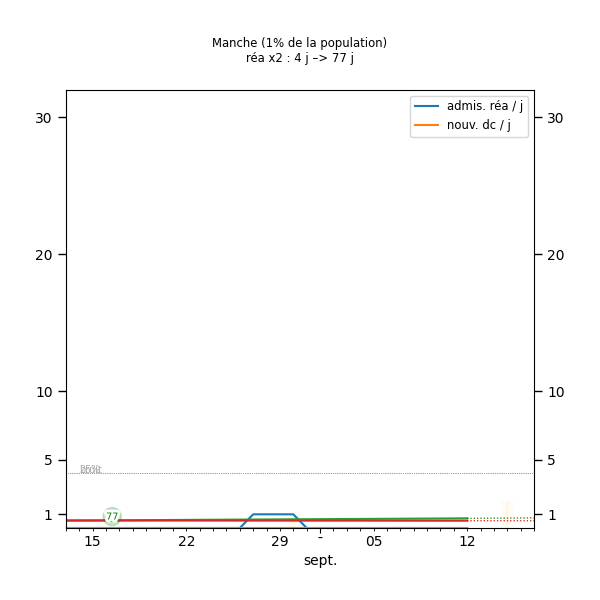 Manche (1% de la population)
réa x2 : 4 j –> 77 j
admis. réa / j
nouv. dc / j
30 30
20 20
10 10
5 5
1 1
77
15 22 29 - 05 12
sept.